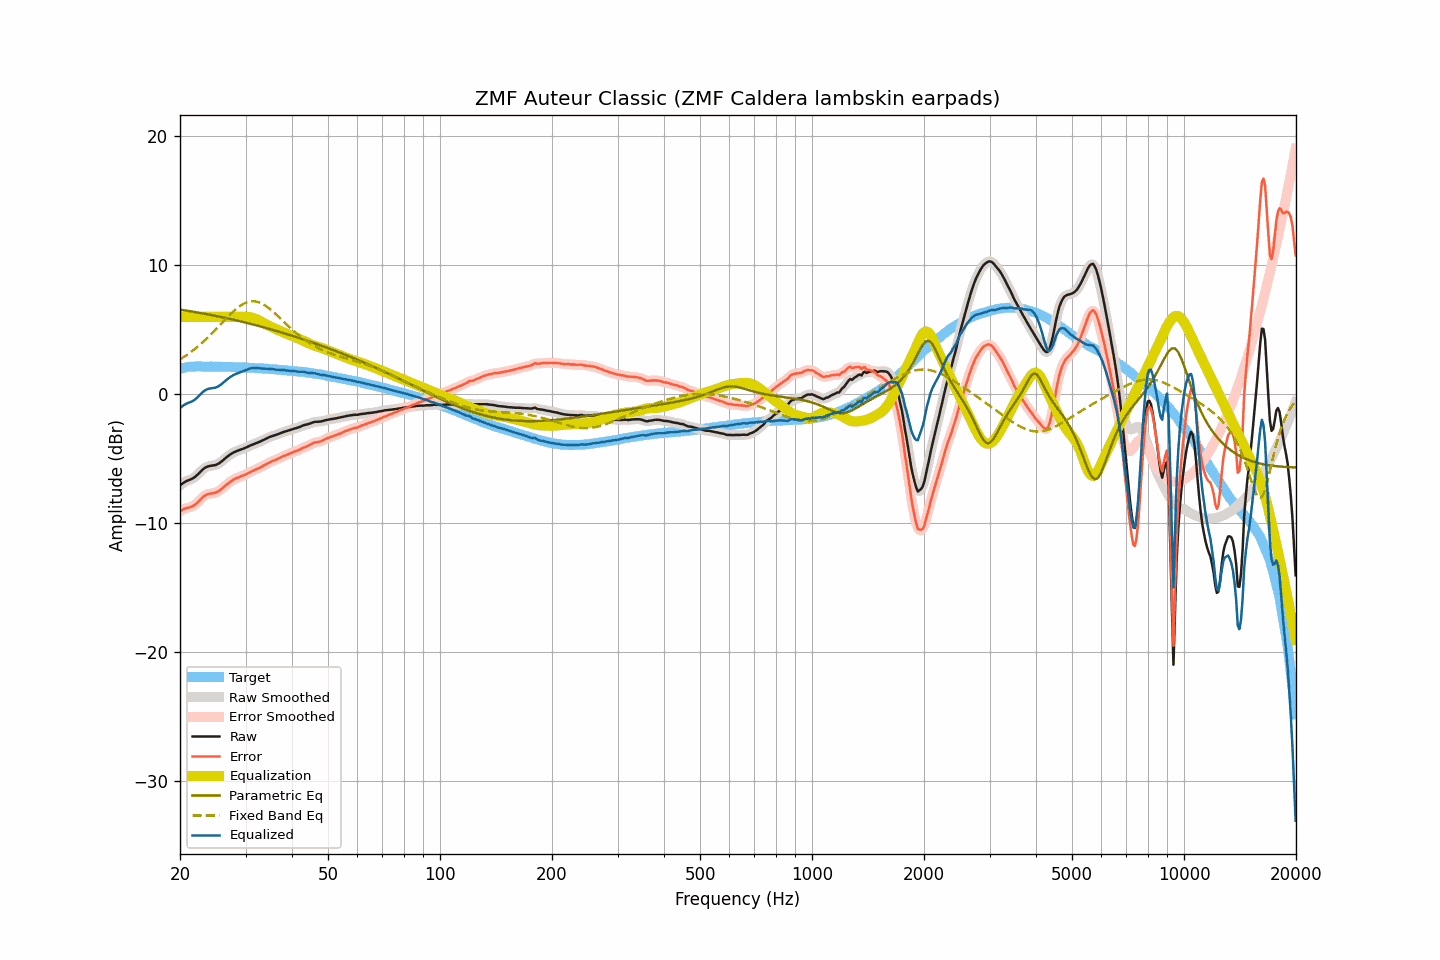 ZMF Auteur Classic (ZMF Caldera lambskin earpads)
20
10
0
−10
−20
−30
Amplitude (dBr)
Target
Raw Smoothed
Error Smoothed
Raw
Error
Equalization
Parametric Eq
Fixed Band Eq
Equalized
20 50 100 200 500 1000 2000 5000 10000 20000
Frequency (Hz)